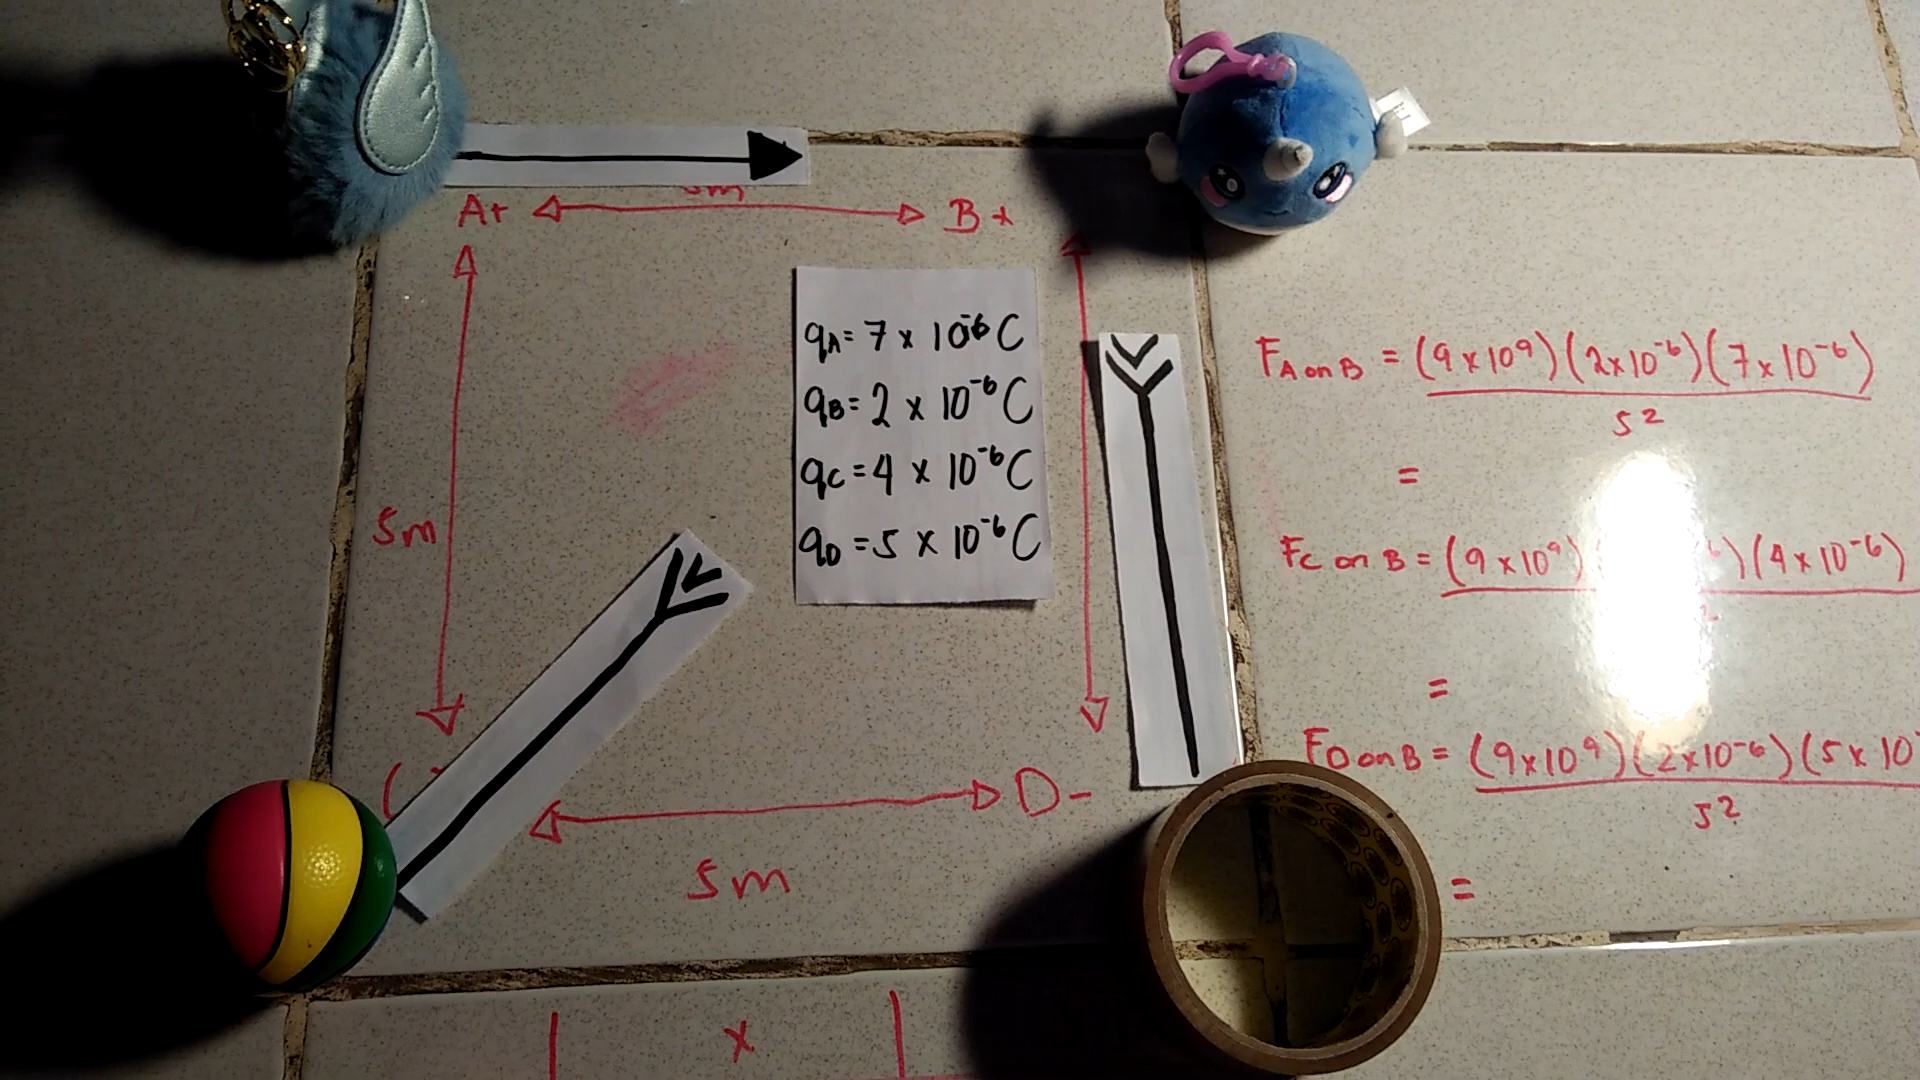 5m
A+ B+
qA = 7 x 10-6 C
qB = 2 x 10-6 C
qC = 4 x 10-6 C
qD = 5 x 10-6 C
5m
D-
5m
x
FA on B = (9x10⁹)(2x10-6)(7x10-6)
5²
=
FC on B = (9x10⁹) )(4x10-6)
=
FD on B = (9x10⁹)(2x10-6)(5x10
5²
=